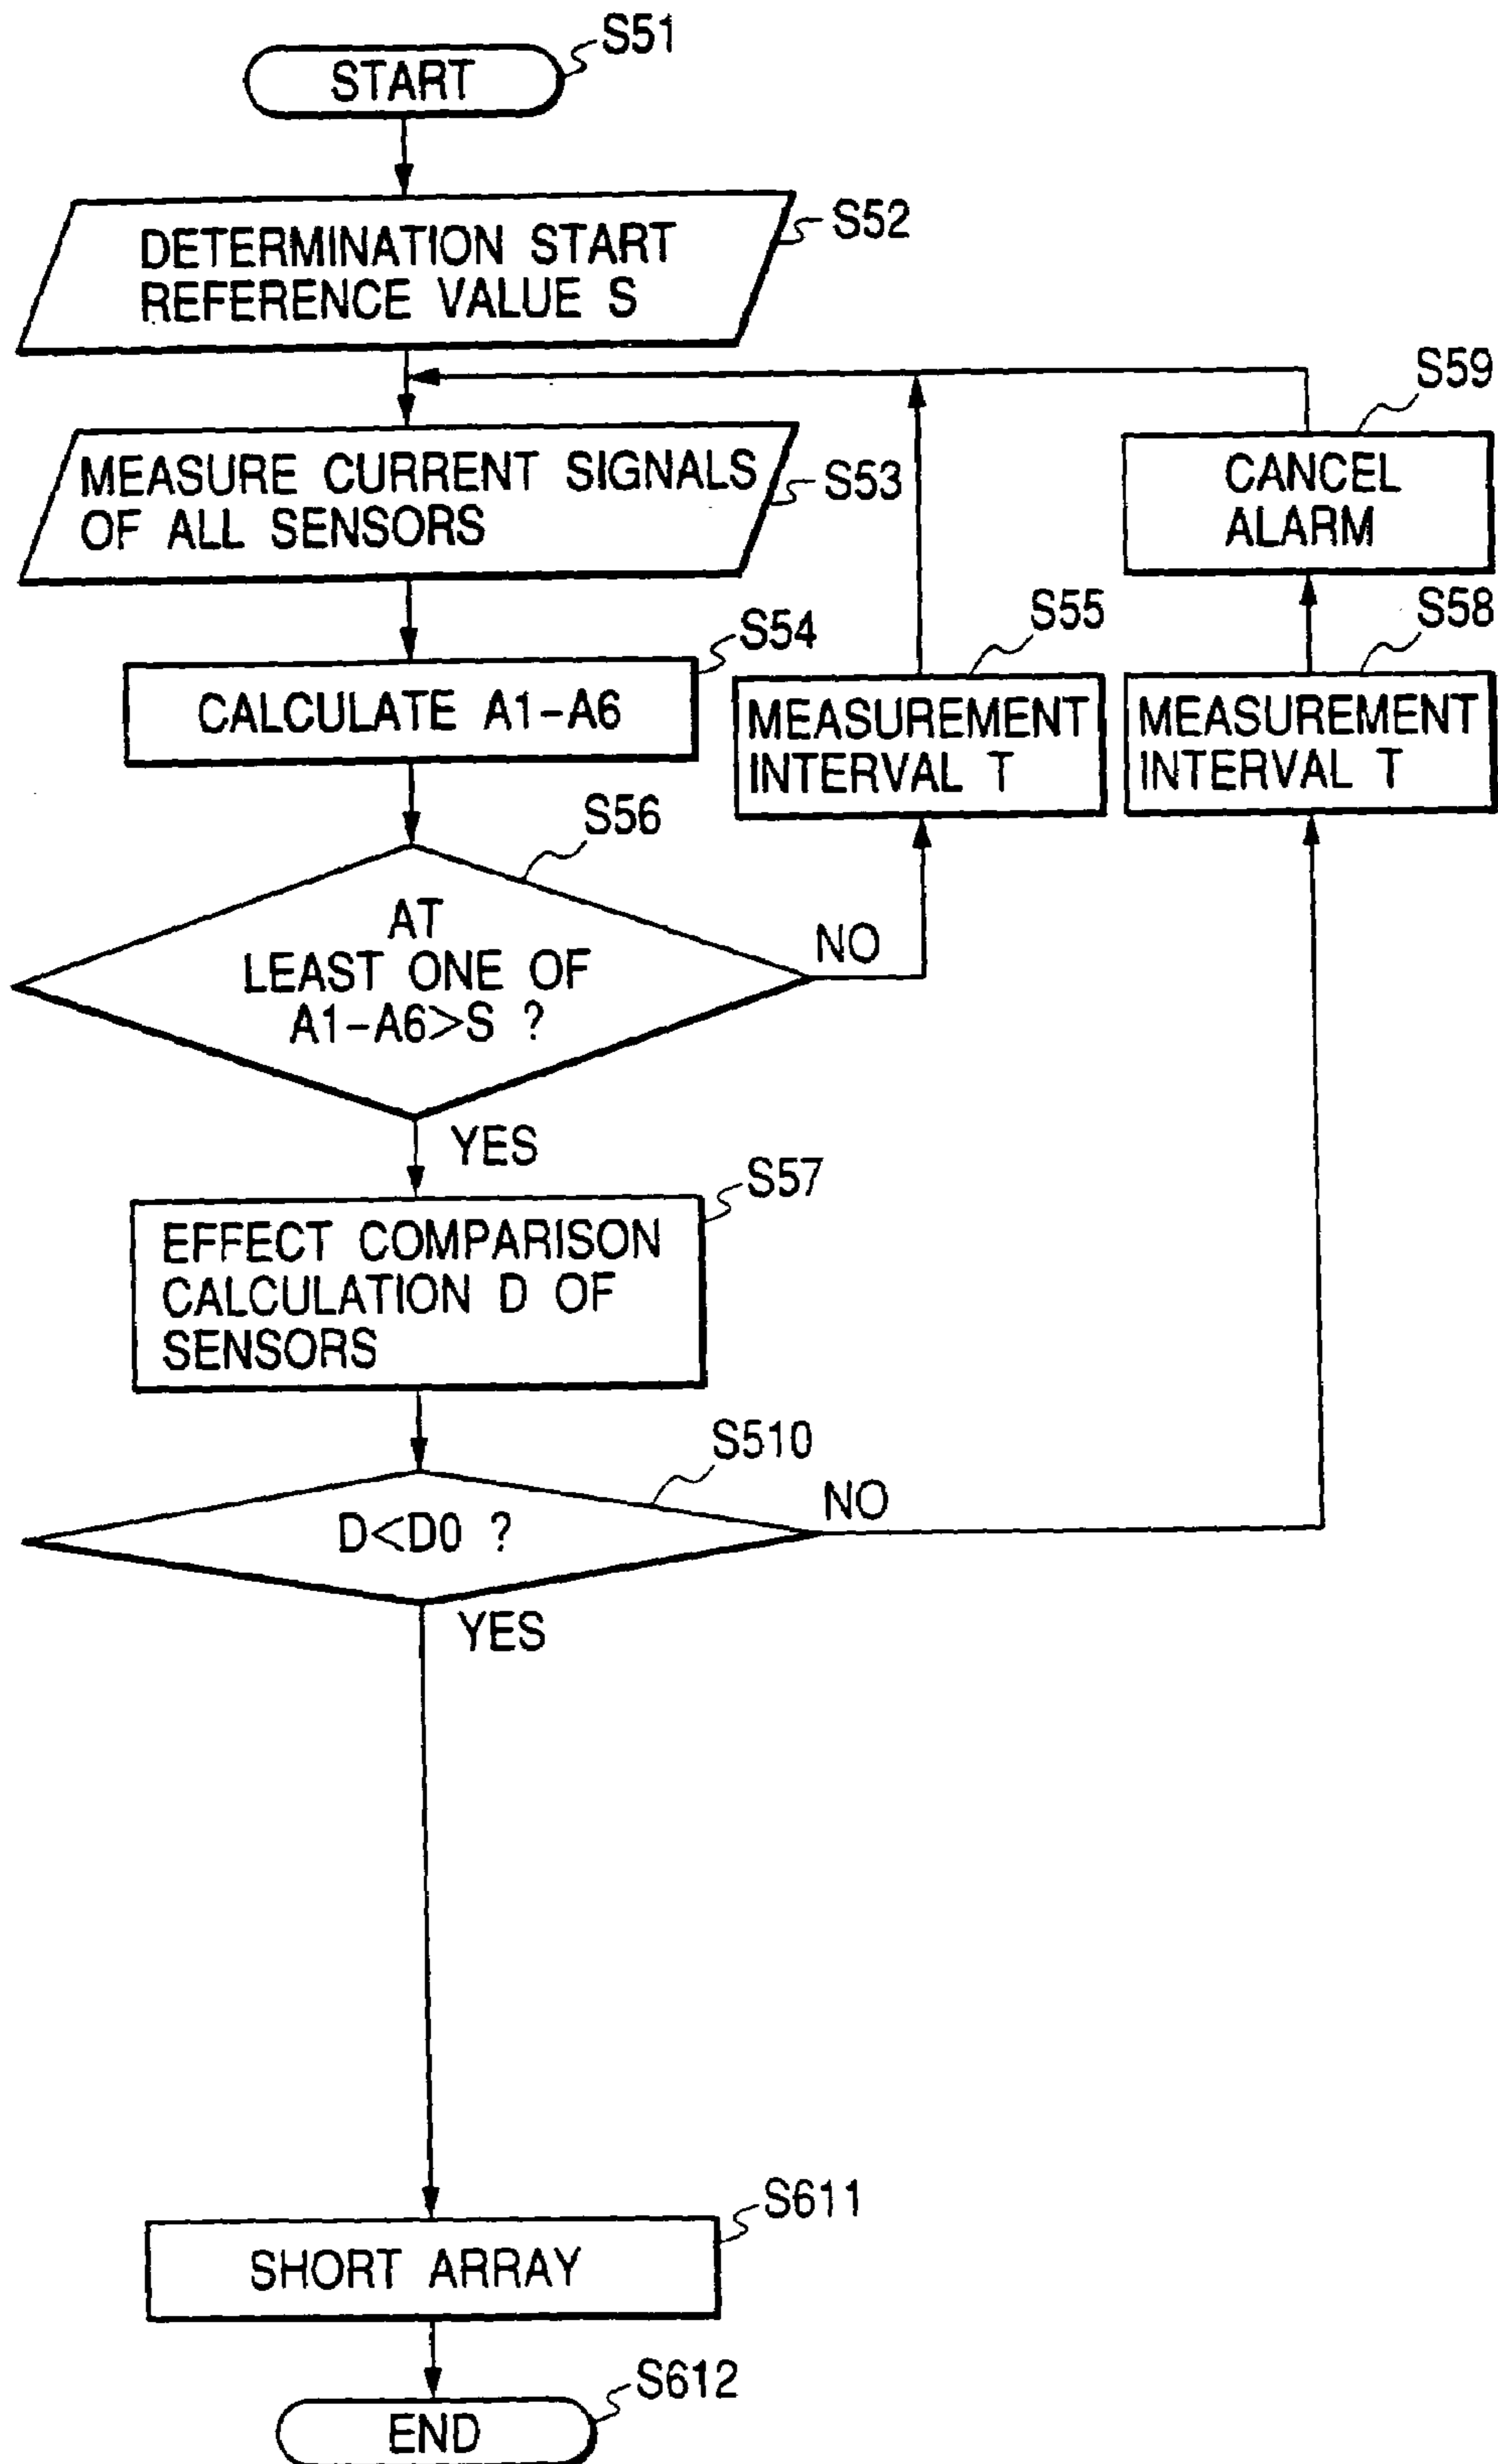 START
S51
DETERMINATION START
REFERENCE VALUE S
S52
MEASURE CURRENT SIGNALS
OF ALL SENSORS
S53
S59
CANCEL
ALARM
S54
CALCULATE A1-A6
S55
MEASUREMENT
INTERVAL T
S58
MEASUREMENT
INTERVAL T
S56
AT
LEAST ONE OF
A1-A6>S ?
NO
YES
S57
EFFECT COMPARISON
CALCULATION D OF
SENSORS
S510
D<D0 ?
NO
YES
S611
SHORT ARRAY
S612
END